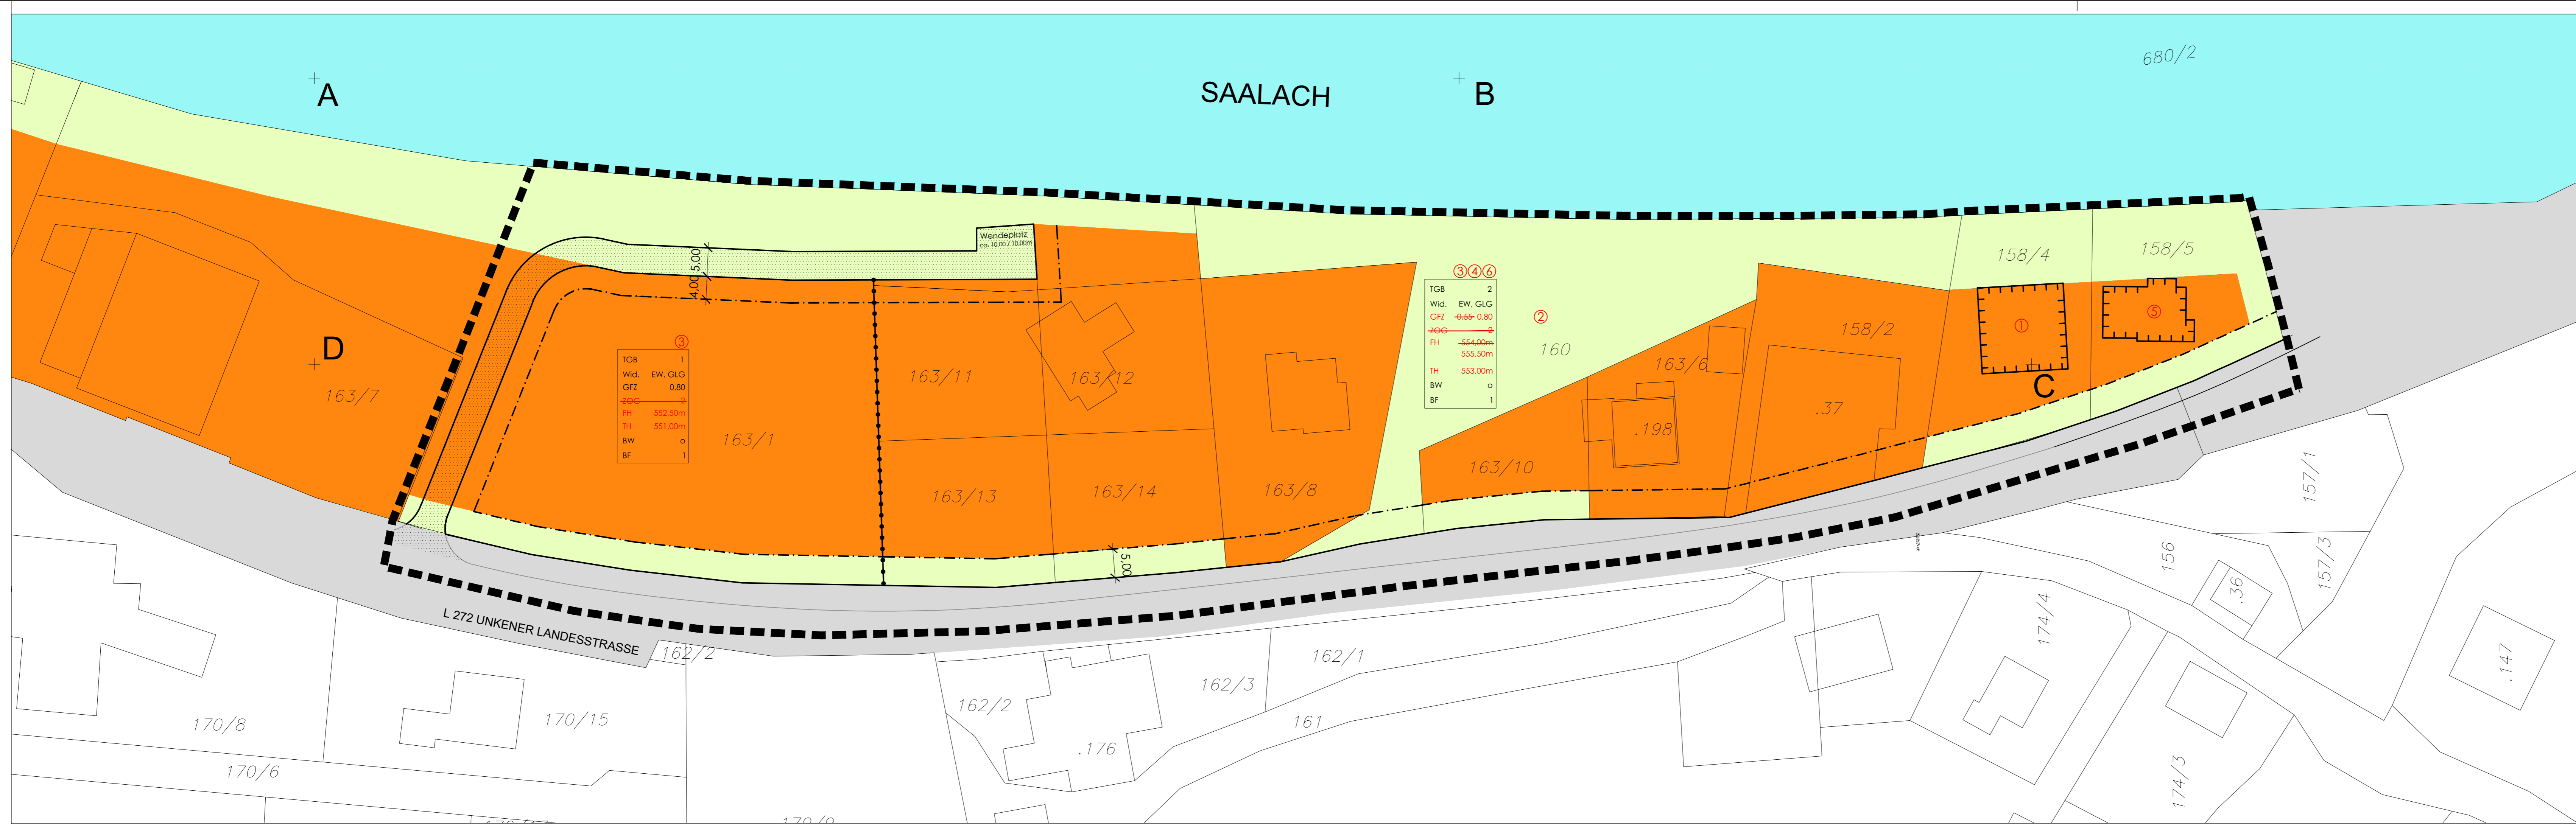 680/2
A
SAALACH
B
Wendeplatz
ca. 10,00 / 10,00m
5.00
4,00
158/4
158/5
③④⑥
TGB 2
Wid. EW, GLG
GFZ 0.55 0.80
ZOG 2
FH 554.00m
555.50m
TH 553,00m
BW o
BF 1
②
160
①
⑤
D
163/7
③
TGB 1
Wid. EW, GLG
GFZ 0.80
ZOG 2
FH 552.50m
TH 551,00m
BW o
BF 1
163/1
163/11
163/12
163/6
158/2
C
.37
.198
163/13
163/14
163/8
163/10
5.00
157/1
156
157/3
.36
L 272 UNKENER LANDESSTRASSE
162/2
162/1
162/3
162/2
174/4
.147
170/8
170/15
161
.176
170/6
174/3
170/9